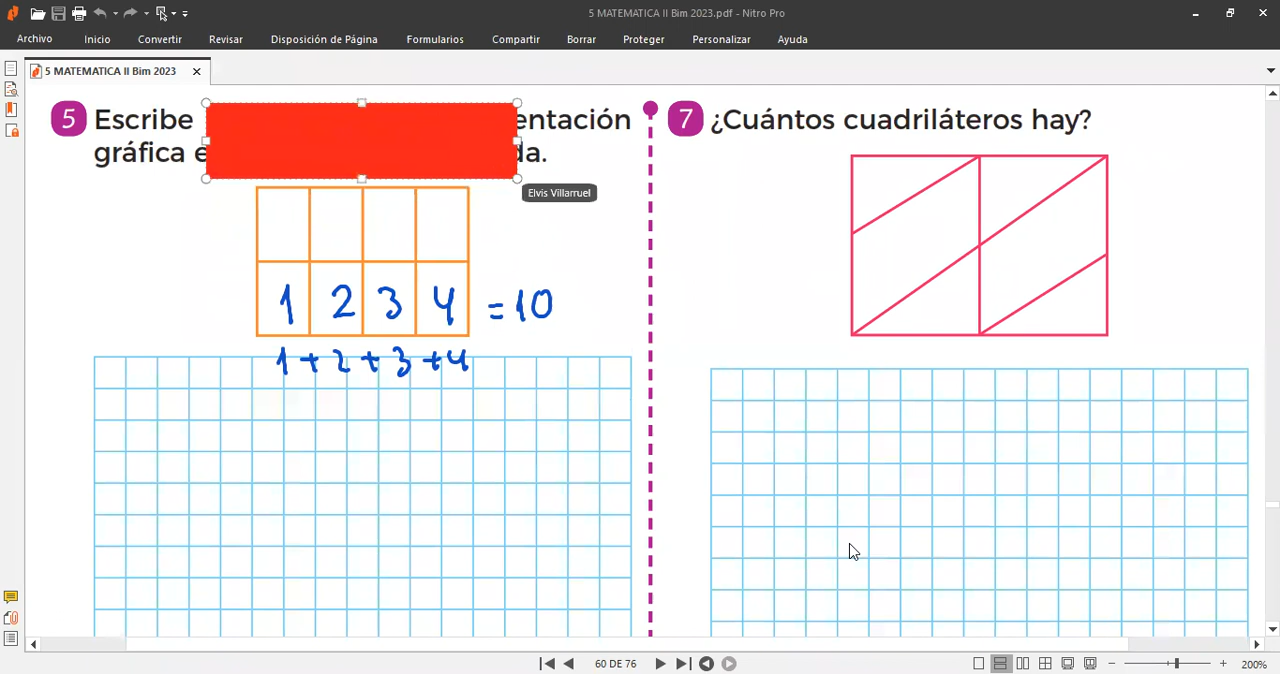 5 MATEMATICA II Bim 2023.pdf - Nitro Pro
Archivo Inicio Convertir Revisar Disposición de Página Formularios Compartir Borrar Proteger Personalizar Ayuda
5 MATEMATICA II Bim 2023
5 Escribe entación
gráfica
Elvis Villarruel
1 2 3 4 = 10
1 + 2 + 3 + 4
7 ¿Cuántos cuadriláteros hay?
60 DE 76
200%